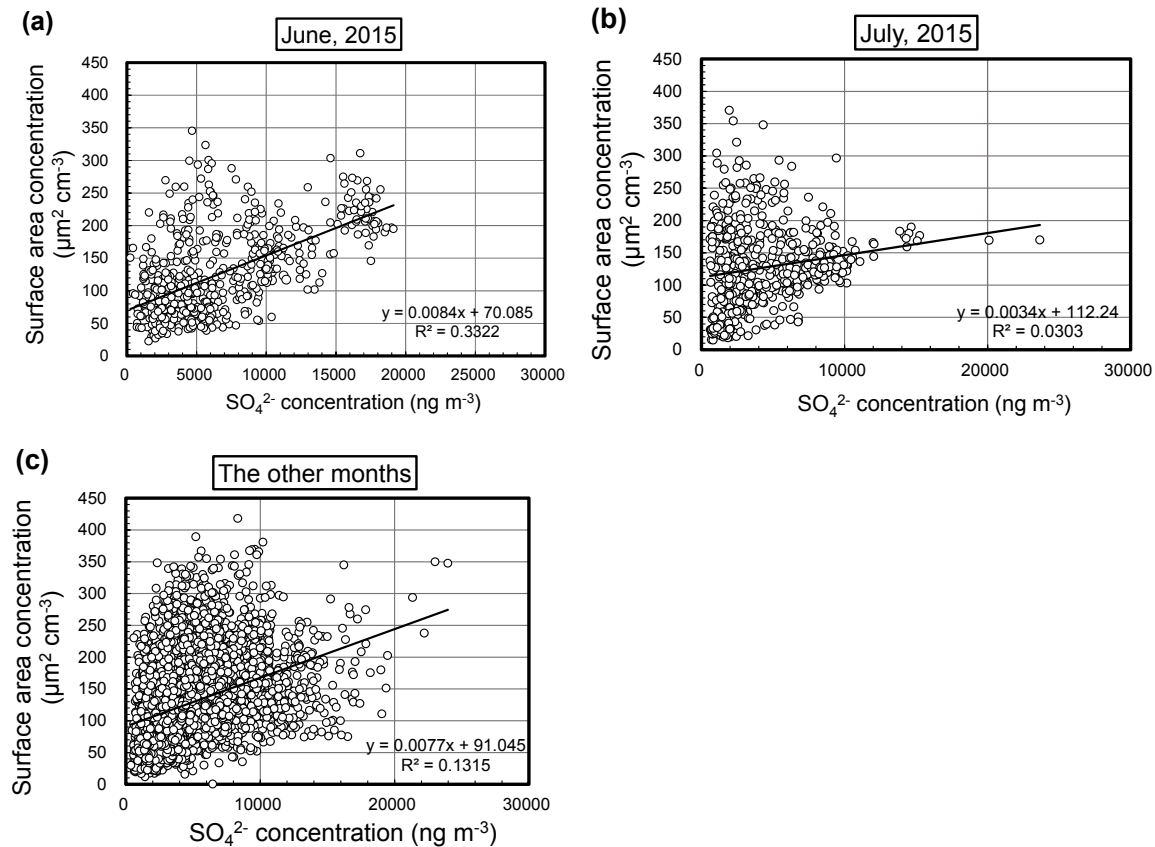 (a)
June, 2015
Surface area concentration
(µm² cm⁻³)
450
400
350
300
250
200
150
100
50
0
0 5000 10000 15000 20000 25000 30000
SO₄²⁻ concentration (ng m⁻³)
y = 0.0084x + 70.085
R² = 0.3322
(b)
July, 2015
Surface area concentration
(µm² cm⁻³)
450
400
350
300
250
200
150
100
50
0
0 10000 20000 30000
SO₄²⁻ concentration (ng m⁻³)
y = 0.0034x + 112.24
R² = 0.0303
(c)
The other months
Surface area concentration
(µm² cm⁻³)
450
400
350
300
250
200
150
100
50
0
0 10000 20000 30000
SO₄²⁻ concentration (ng m⁻³)
y = 0.0077x + 91.045
R² = 0.1315